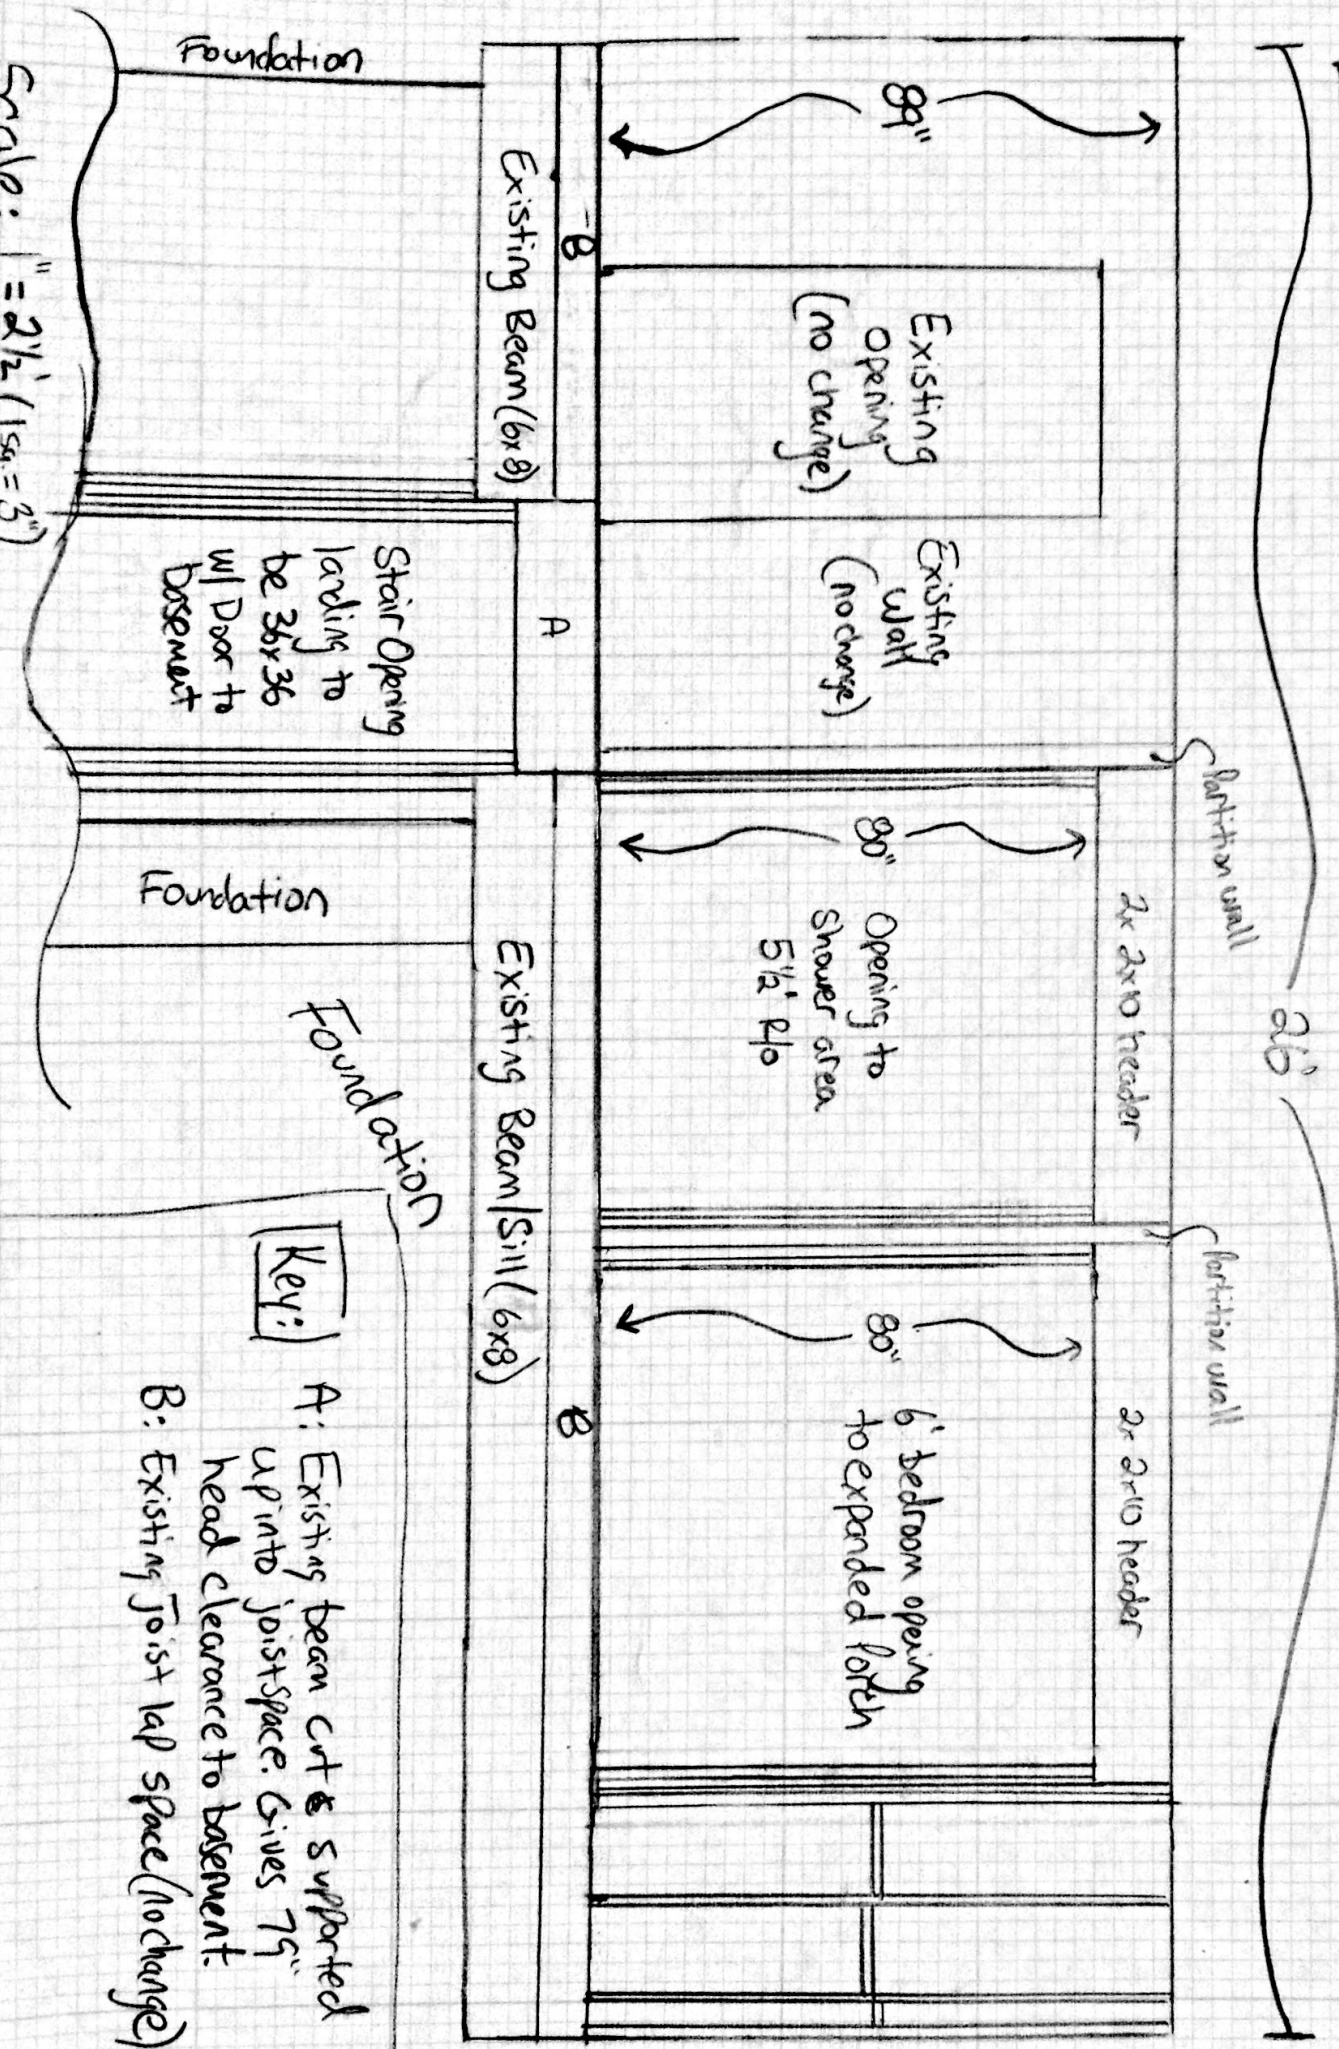 26'
Partition wall
Partition wall
2x 2x10 header
2x 2x10 header
89"
Existing
Opening
(no change)
Existing
Wall
(no change)
80"
Opening to
Shower area
5½' R/o
80"
6' bedroom opening
to expanded Porch
B
B
A
Existing Beam (6x8)
Existing Beam/Sill (6x8)
Foundation
Stair Opening
landing to
be 36x36
w/ Door to
basement
Foundation
Foundation
Scale: 1" = 2½' (1sq. = 3")
Key:
A: Existing beam cut & supported
up into joist space. Gives 79"
head clearance to basement.
B: Existing joist lap space (no change)